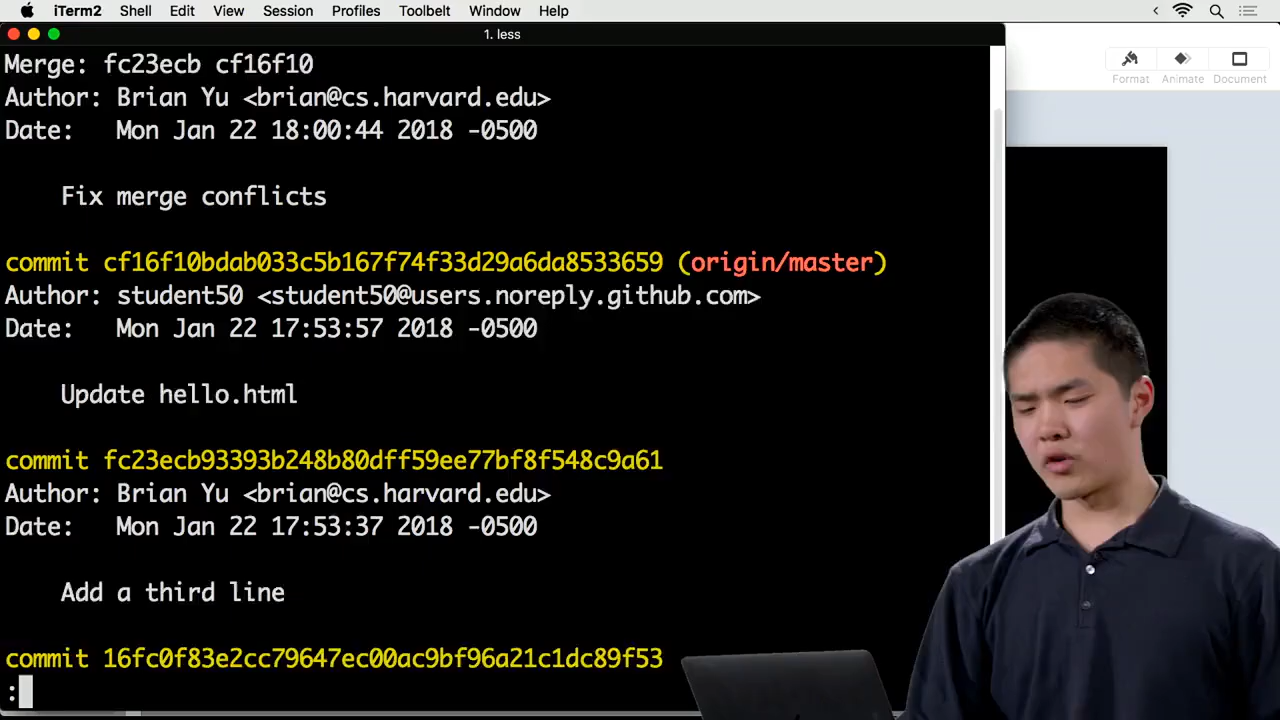 iTerm2 Shell Edit View Session Profiles Toolbelt Window Help
1. less
Format Animate Document
Merge: fc23ecb cf16f10
Author: Brian Yu <brian@cs.harvard.edu>
Date:   Mon Jan 22 18:00:44 2018 -0500
Fix merge conflicts
commit cf16f10bdab033c5b167f74f33d29a6da8533659 (origin/master)
Author: student50 <student50@users.noreply.github.com>
Date:   Mon Jan 22 17:53:57 2018 -0500
Update hello.html
commit fc23ecb93393b248b80dff59ee77bf8f548c9a61
Author: Brian Yu <brian@cs.harvard.edu>
Date:   Mon Jan 22 17:53:37 2018 -0500
Add a third line
commit 16fc0f83e2cc79647ec00ac9bf96a21c1dc89f53
: